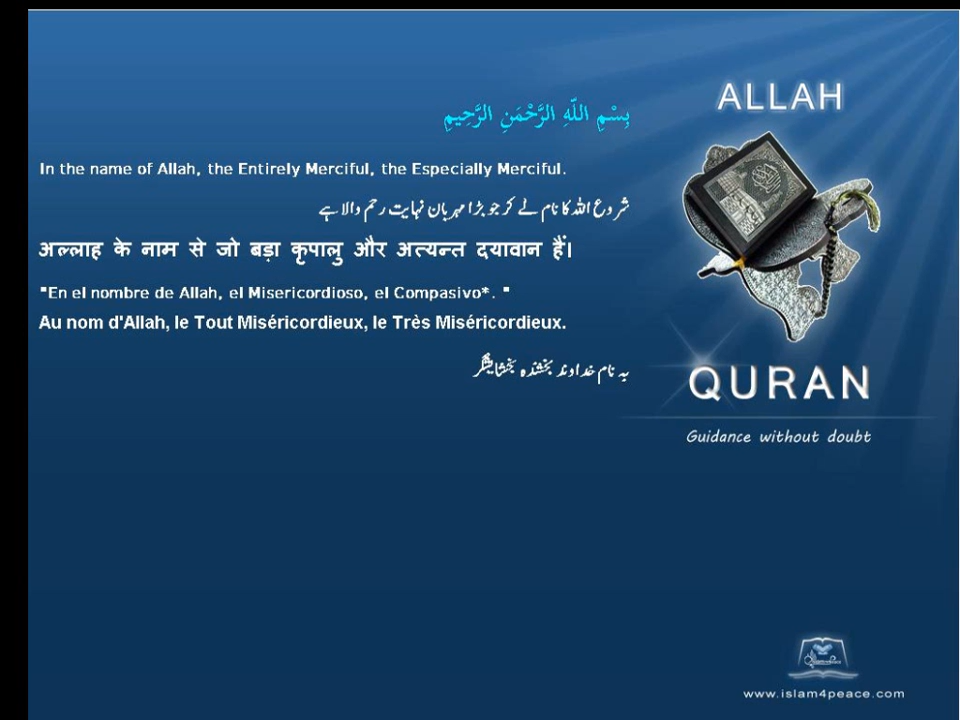 بِسْمِ اللّهِ الرَّحْمَنِ الرَّحِيمِ
In the name of Allah, the Entirely Merciful, the Especially Merciful.
شروع اللہ کا نام لے کر جو بڑا مہربان نہایت رحم والا ہے
अल्लाह के नाम से जो बड़ा कृपालु और अत्यन्त दयावान हैं।
"En el nombre de Allah, el Misericordioso, el Compasivo*. "
Au nom d'Allah, le Tout Miséricordieux, le Très Miséricordieux.
به نام خداوند بخشنده بخشایشگر
ALLAH
QURAN
Guidance without doubt
www.islam4peace.com